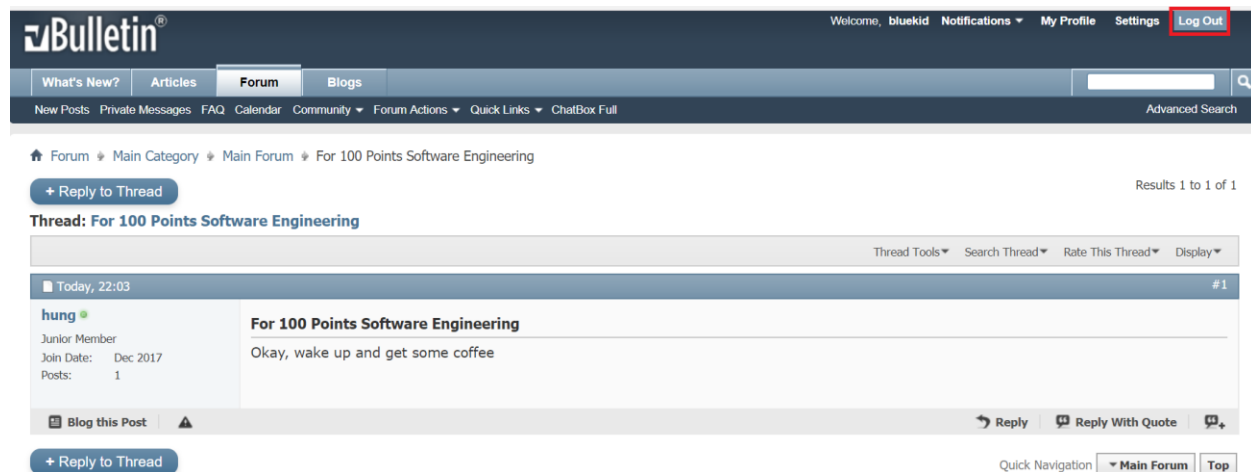 vBulletin®
Welcome, bluekid Notifications My Profile Settings Log Out
What's New? Articles Forum Blogs
New Posts Private Messages FAQ Calendar Community Forum Actions Quick Links ChatBox Full Advanced Search
Forum Main Category Main Forum For 100 Points Software Engineering
+ Reply to Thread Results 1 to 1 of 1
Thread: For 100 Points Software Engineering
Thread Tools Search Thread Rate This Thread Display
Today, 22:03 #1
hung
Junior Member
Join Date: Dec 2017
Posts: 1
For 100 Points Software Engineering
Okay, wake up and get some coffee
Blog this Post Reply Reply With Quote
+ Reply to Thread Quick Navigation Main Forum Top